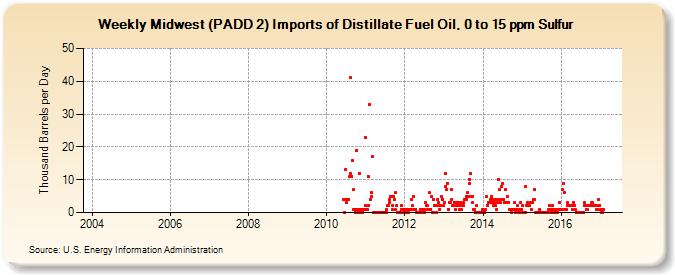 Weekly Midwest (PADD 2) Imports of Distillate Fuel Oil, 0 to 15 ppm Sulfur
Thousand Barrels per Day
50
40
30
20
10
0
2004 2006 2008 2010 2012 2014 2016
Source: U.S. Energy Information Administration